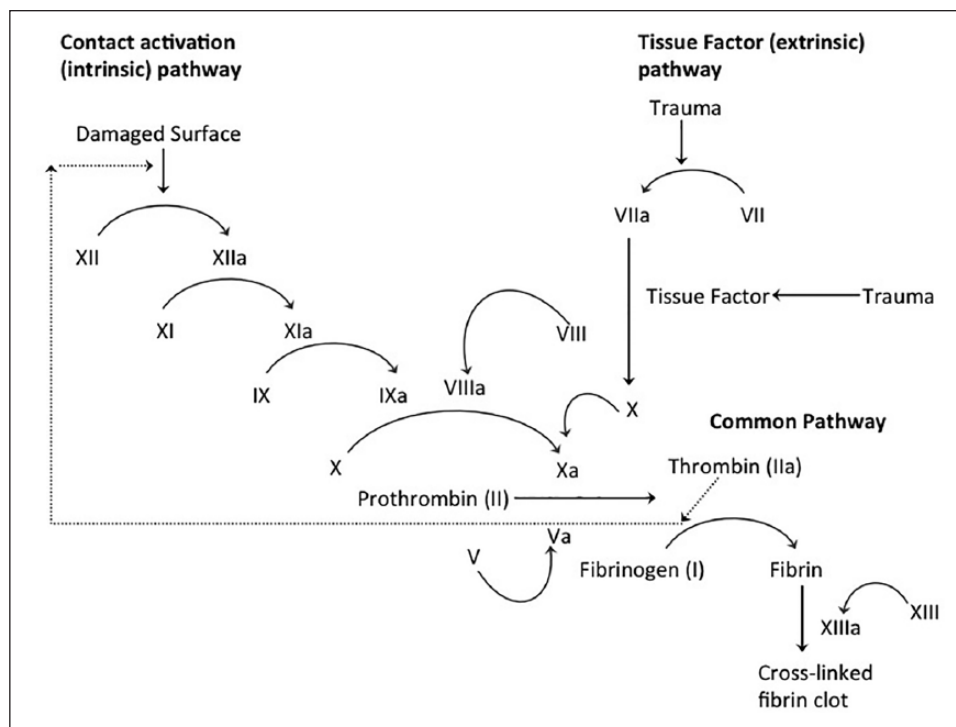 Contact activation
(intrinsic) pathway
Tissue Factor (extrinsic)
pathway
Trauma
Damaged Surface
VIIa
VII
XII
XIIa
Tissue Factor
Trauma
XI
XIa
VIII
IX
IXa
VIIIa
X
Common Pathway
X
Xa
Thrombin (IIa)
Prothrombin (II)
Va
V
Fibrinogen (I)
Fibrin
XIII
XIIIa
Cross-linked
fibrin clot